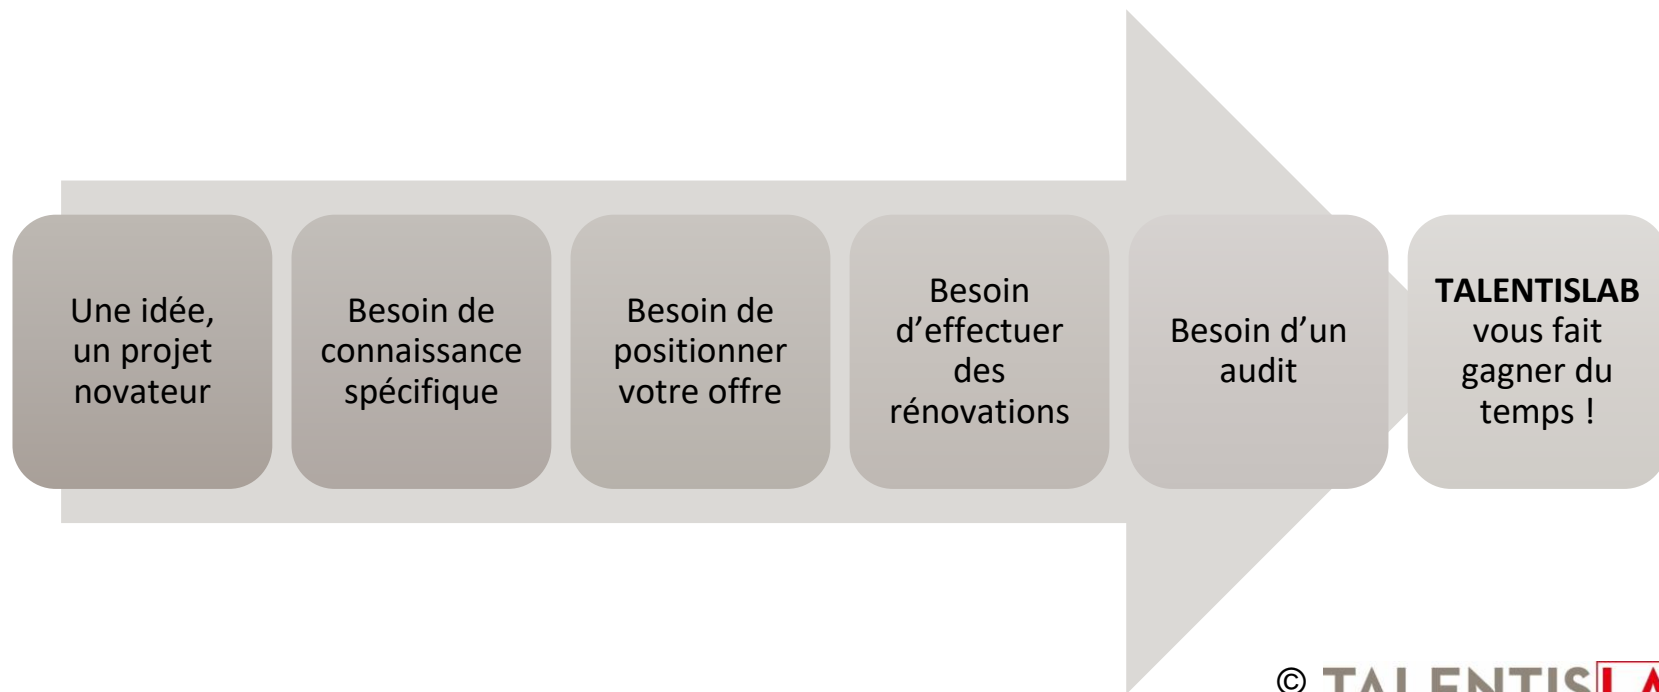 Une idée,
un projet
novateur
Besoin de
connaissance
spécifique
Besoin de
positionner
votre offre
Besoin
d’effectuer
des
rénovations
Besoin d’un
audit
TALENTISLAB
vous fait
gagner du
temps !
© TALENTISLA